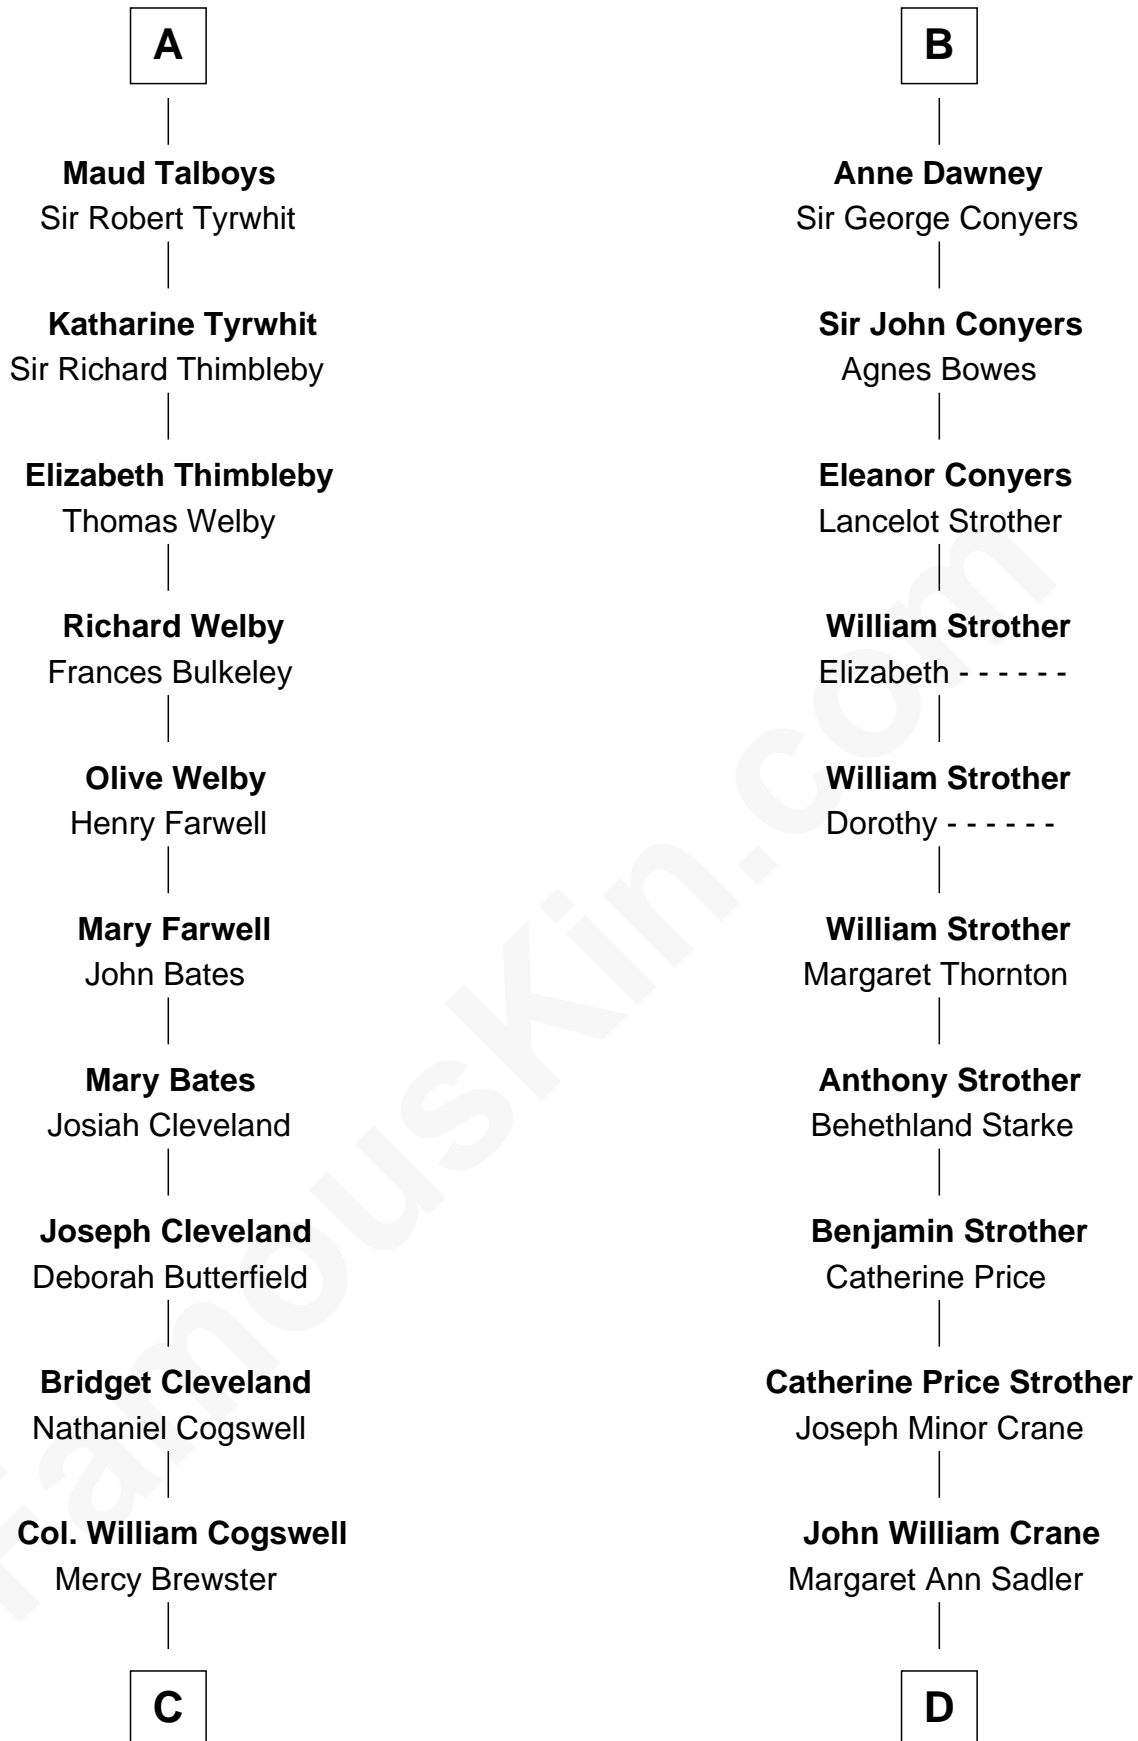 A
Maud Talboys
Sir Robert Tyrwhit
Katharine Tyrwhit
Sir Richard Thimbleby
Elizabeth Thimbleby
Thomas Welby
Richard Welby
Frances Bulkeley
Olive Welby
Henry Farwell
Mary Farwell
John Bates
Mary Bates
Josiah Cleveland
Joseph Cleveland
Deborah Butterfield
Bridget Cleveland
Nathaniel Cogswell
Col. William Cogswell
Mercy Brewster
C
B
Anne Dawney
Sir George Conyers
Sir John Conyers
Agnes Bowes
Eleanor Conyers
Lancelot Strother
William Strother
Elizabeth - - - - - -
William Strother
Dorothy - - - - - -
William Strother
Margaret Thornton
Anthony Strother
Behethland Starke
Benjamin Strother
Catherine Price
Catherine Price Strother
Joseph Minor Crane
John William Crane
Margaret Ann Sadler
D
FamousKin.com